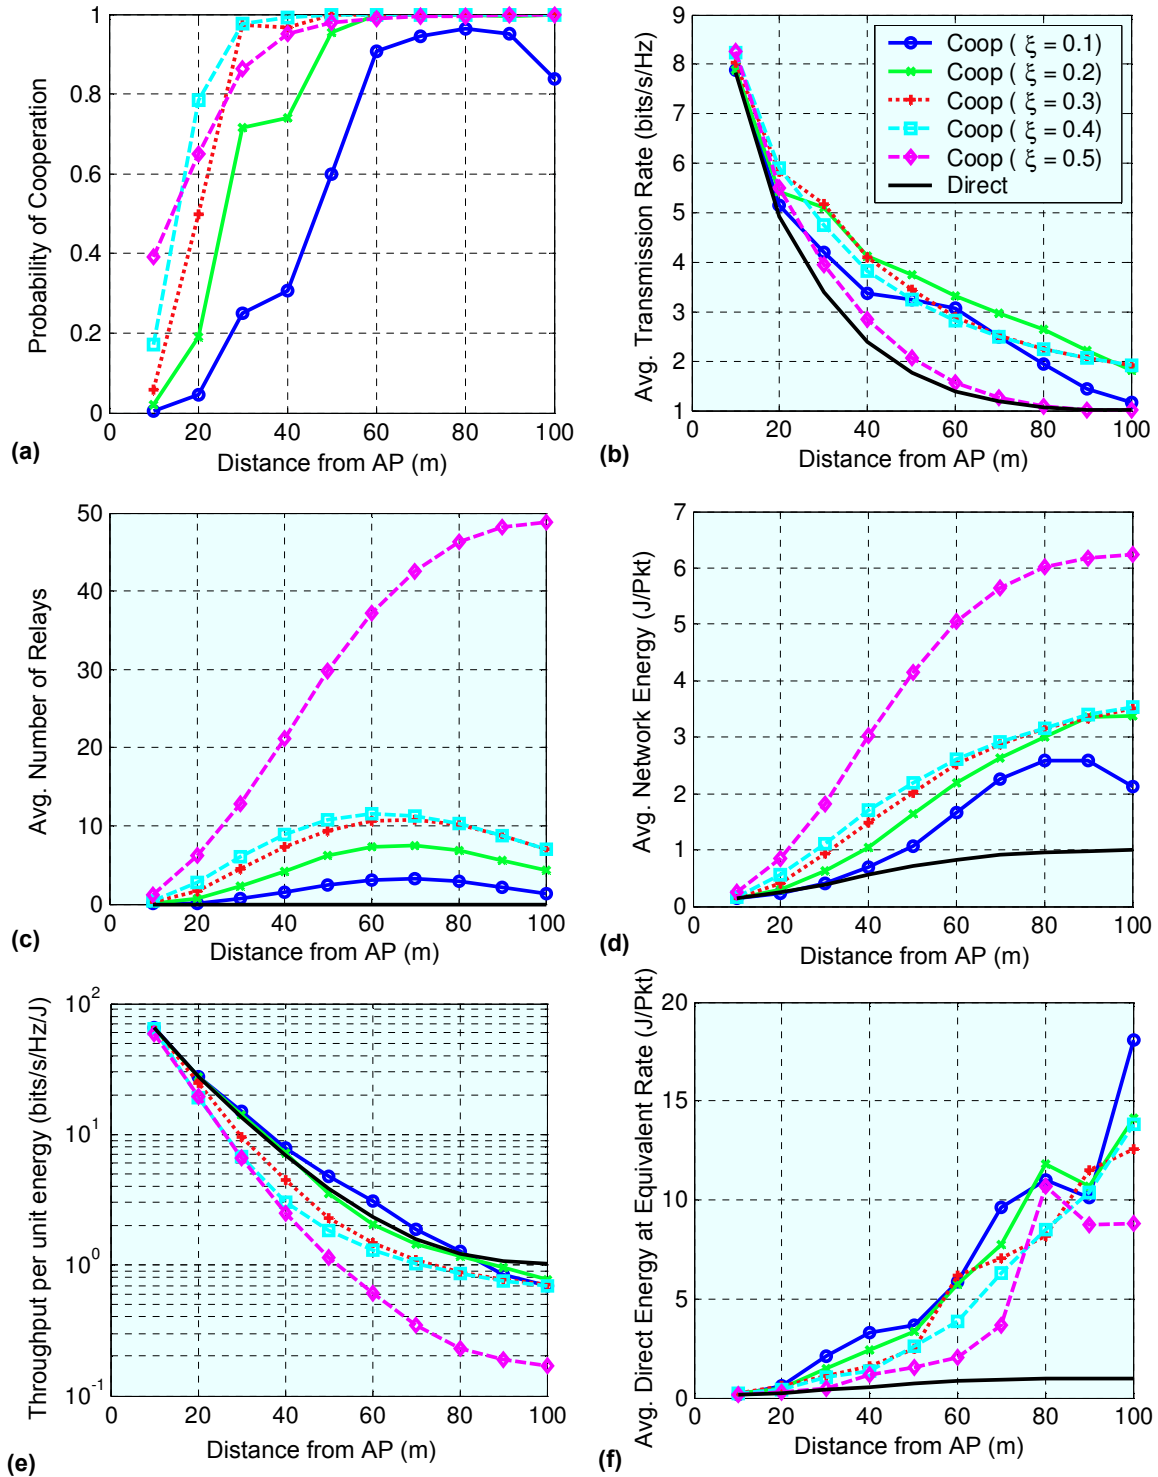 1
0.8
0.6
0.4
0.2
0
0 20 40 60 80 100
Probability of Cooperation
Distance from AP (m)
(a)
9
8
7
6
5
4
3
2
1
0 20 40 60 80 100
Avg. Transmission Rate (bits/s/Hz)
Distance from AP (m)
(b)
Coop ( ξ = 0.1)
Coop ( ξ = 0.2)
Coop ( ξ = 0.3)
Coop ( ξ = 0.4)
Coop ( ξ = 0.5)
Direct
50
40
30
20
10
0
0 20 40 60 80 100
Avg. Number of Relays
Distance from AP (m)
(c)
7
6
5
4
3
2
1
0
0 20 40 60 80 100
Avg. Network Energy (J/Pkt)
Distance from AP (m)
(d)
10²
10¹
10⁰
10⁻¹
0 20 40 60 80 100
Throughput per unit energy (bits/s/Hz/J)
Distance from AP (m)
(e)
20
15
10
5
0
0 20 40 60 80 100
Avg. Direct Energy at Equivalent Rate (J/Pkt)
Distance from AP (m)
(f)